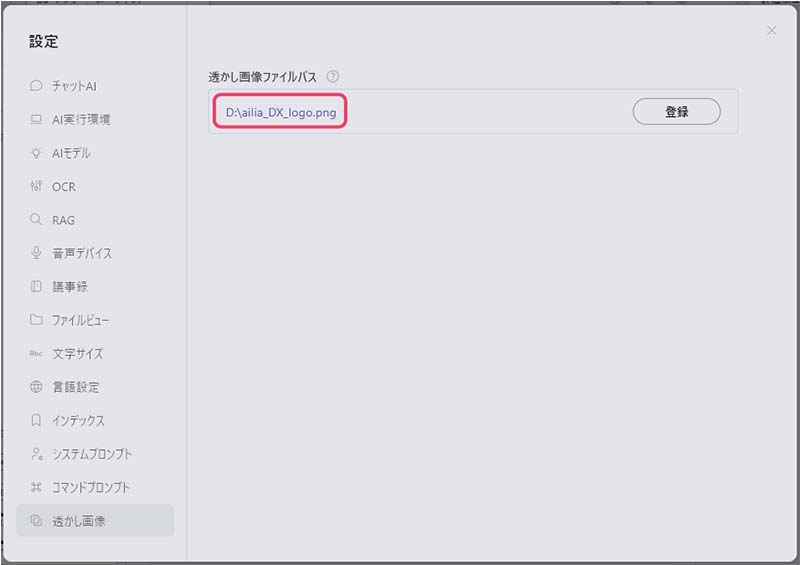 設定
チャットAI
AI実行環境
AIモデル
OCR
RAG
音声デバイス
議事録
ファイルビュー
Abc 文字サイズ
言語設定
インデックス
システムプロンプト
コマンドプロンプト
透かし画像
透かし画像ファイルパス ?
D:\ailia_DX_logo.png
登録